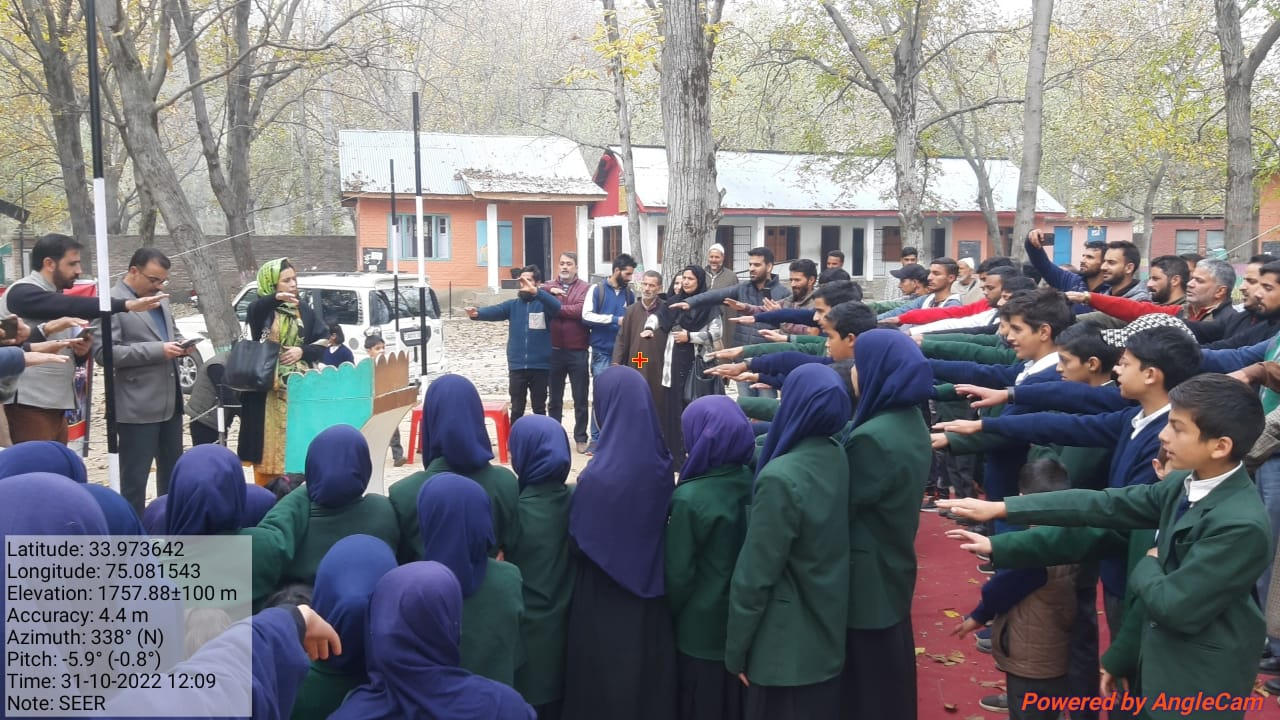 Latitude: 33.973642
Longitude: 75.081543
Elevation: 1757.88±100 m
Accuracy: 4.4 m
Azimuth: 338° (N)
Pitch: -5.9° (-0.8°)
Time: 31-10-2022 12:09
Note: SEER
Powered by AngleCam